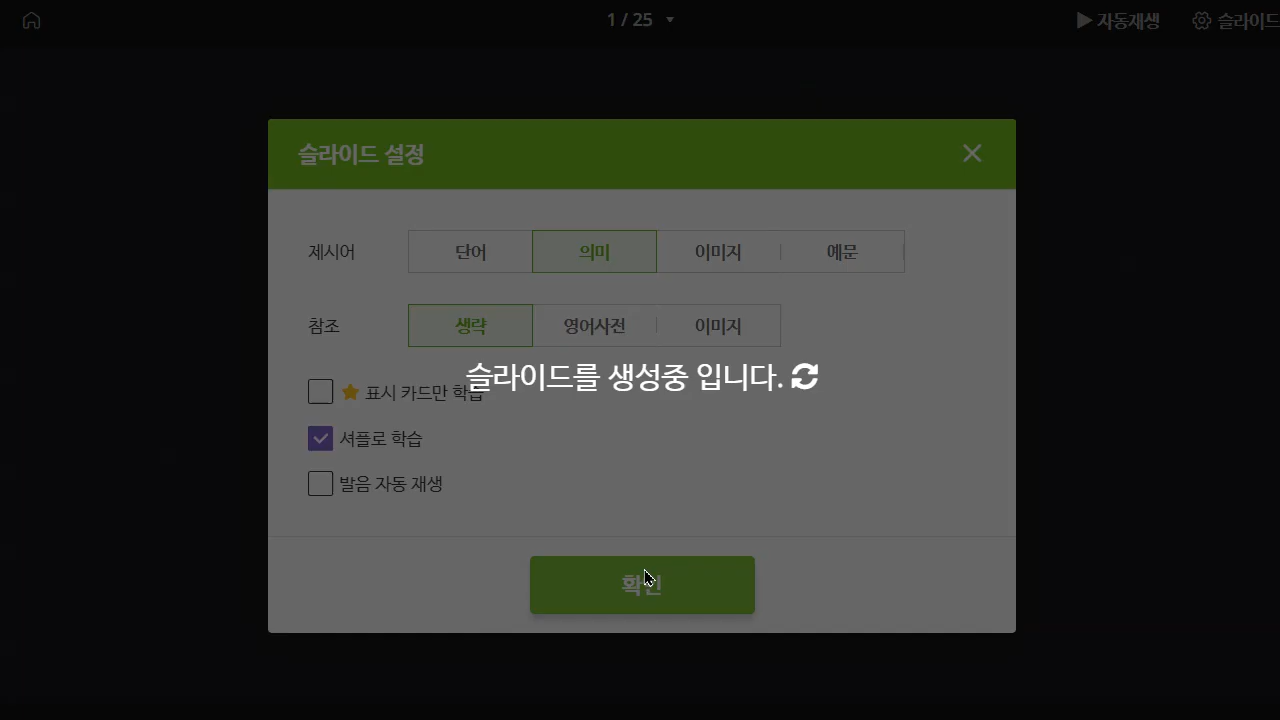 1 / 25
자동재생
슬라이드
슬라이드 설정
제시어 단어 의미 이미지 예문
참조 생략 영어사전 이미지
슬라이드를 생성중 입니다.
표시 카드만 학습
셔플로 학습
발음 자동 재생
확인